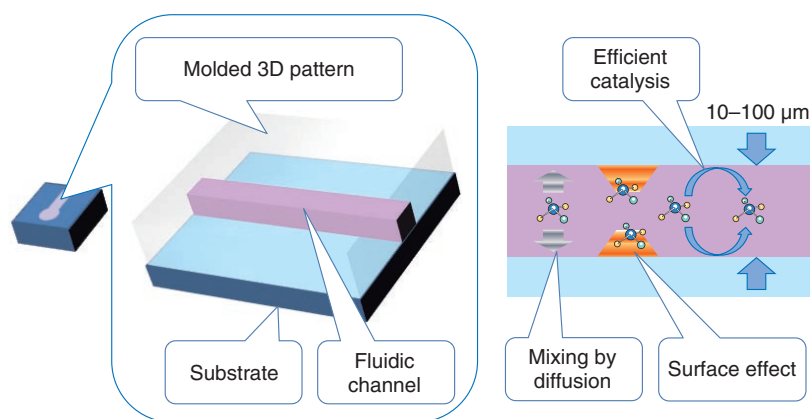 Molded 3D pattern
Substrate
Fluidic
channel
Efficient
catalysis
10–100 µm
Mixing by
diffusion
Surface effect